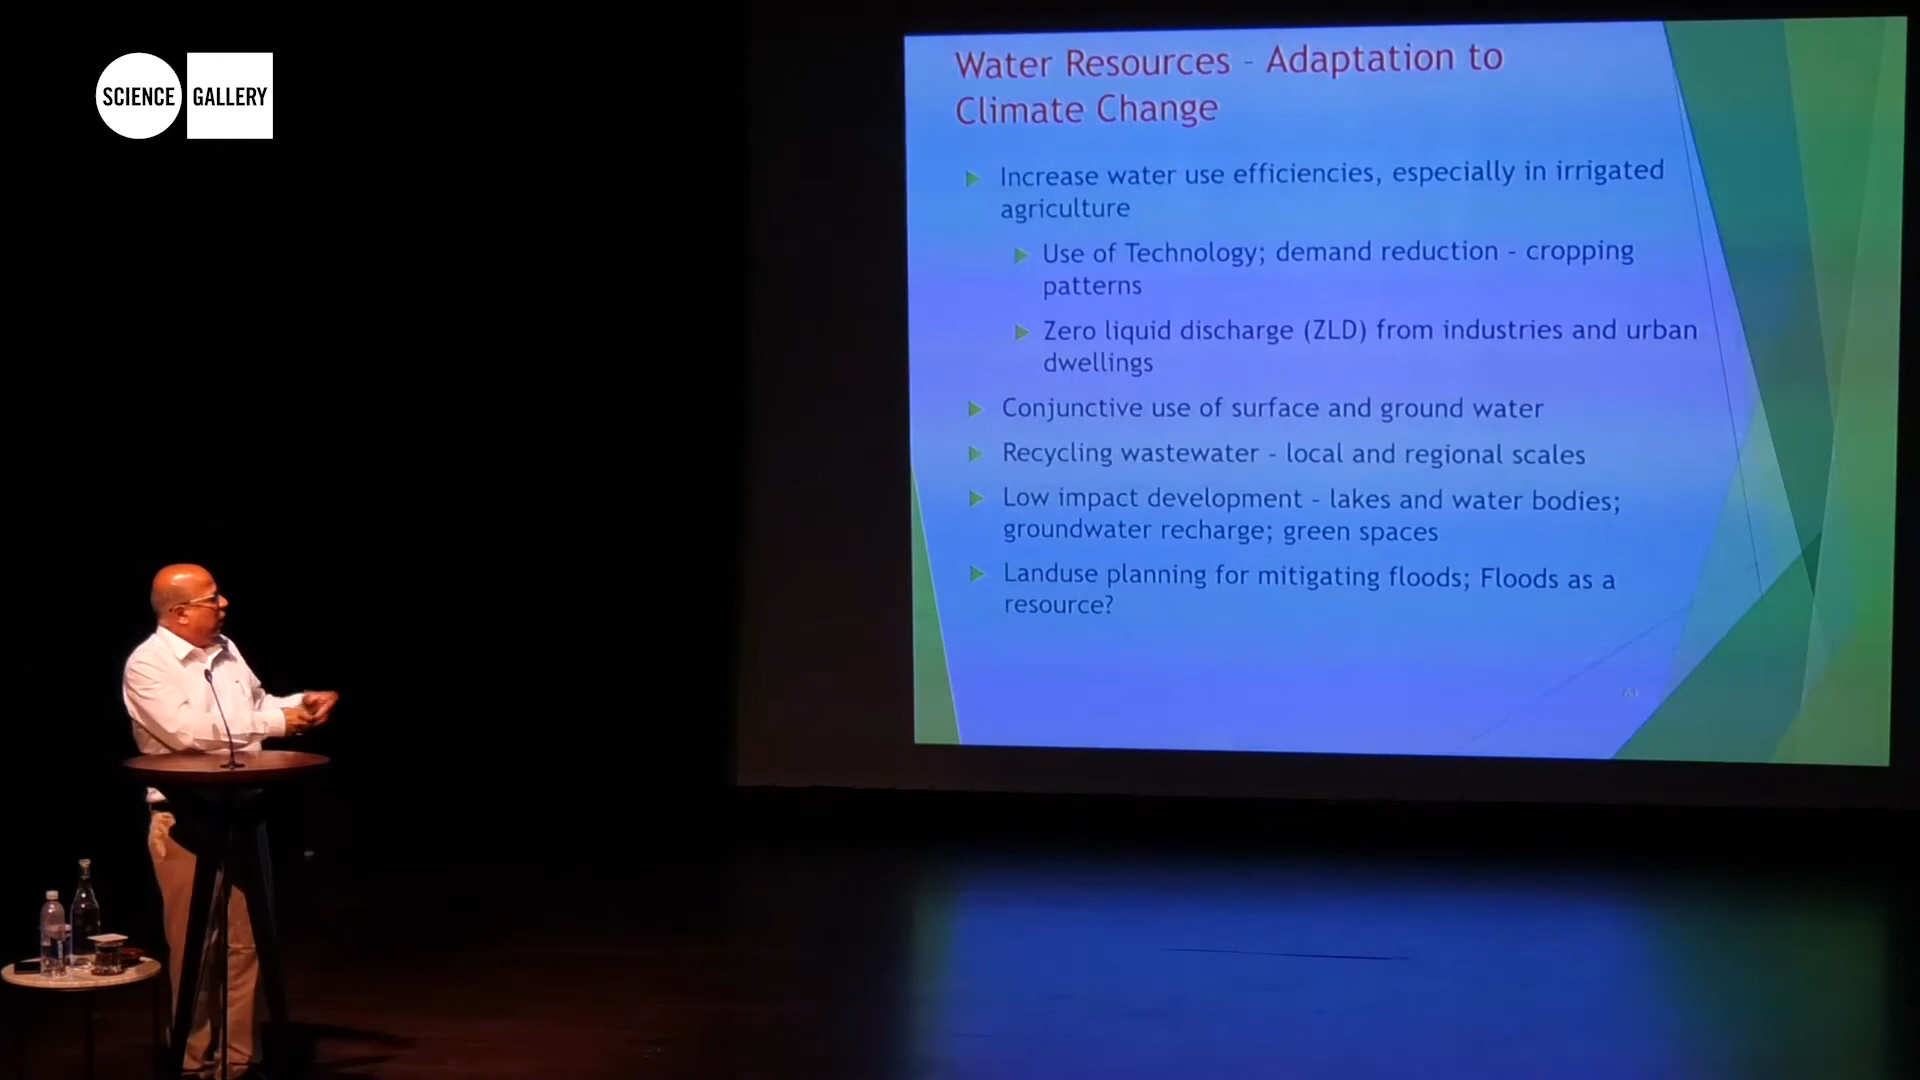 SCIENCE GALLERY
Water Resources - Adaptation to
Climate Change
Increase water use efficiencies, especially in irrigated
agriculture
Use of Technology; demand reduction - cropping
patterns
Zero liquid discharge (ZLD) from industries and urban
dwellings
Conjunctive use of surface and ground water
Recycling wastewater - local and regional scales
Low impact development - lakes and water bodies;
groundwater recharge; green spaces
Landuse planning for mitigating floods; Floods as a
resource?